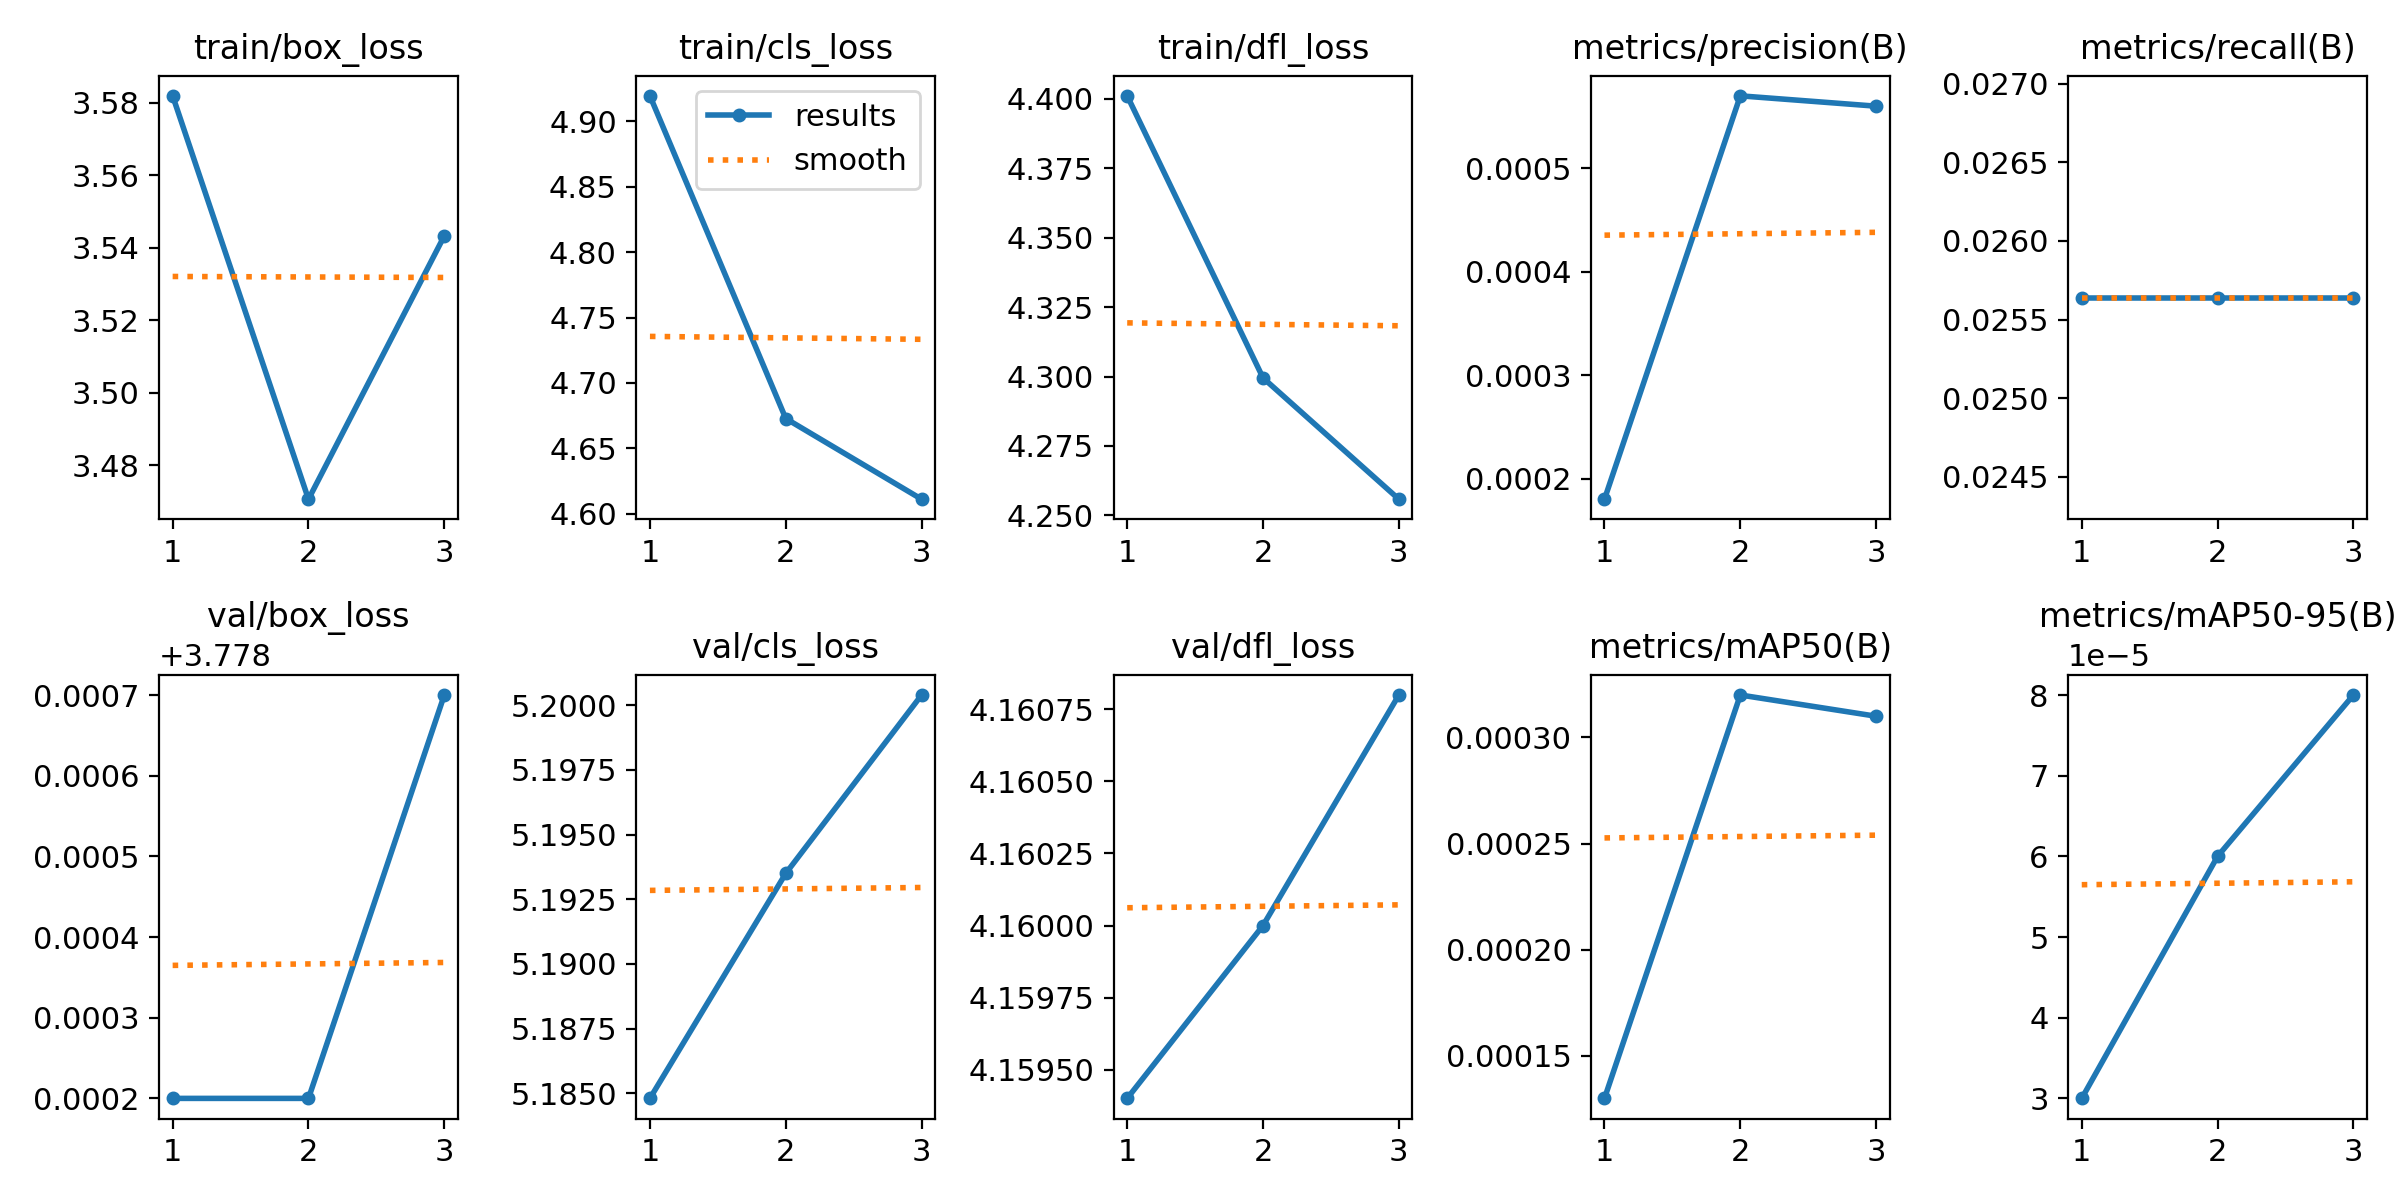 train/box_loss
3.58
3.56
3.54
3.52
3.50
3.48
1 2 3
train/cls_loss
results
smooth
4.90
4.85
4.80
4.75
4.70
4.65
4.60
1 2 3
train/dfl_loss
4.400
4.375
4.350
4.325
4.300
4.275
4.250
1 2 3
metrics/precision(B)
0.0005
0.0004
0.0003
0.0002
1 2 3
metrics/recall(B)
0.0270
0.0265
0.0260
0.0255
0.0250
0.0245
1 2 3
val/box_loss
+3.778
0.0007
0.0006
0.0005
0.0004
0.0003
0.0002
1 2 3
val/cls_loss
5.2000
5.1975
5.1950
5.1925
5.1900
5.1875
5.1850
1 2 3
val/dfl_loss
4.16075
4.16050
4.16025
4.16000
4.15975
4.15950
1 2 3
metrics/mAP50(B)
0.00030
0.00025
0.00020
0.00015
1 2 3
metrics/mAP50-95(B)
1e−5
8
7
6
5
4
3
1 2 3